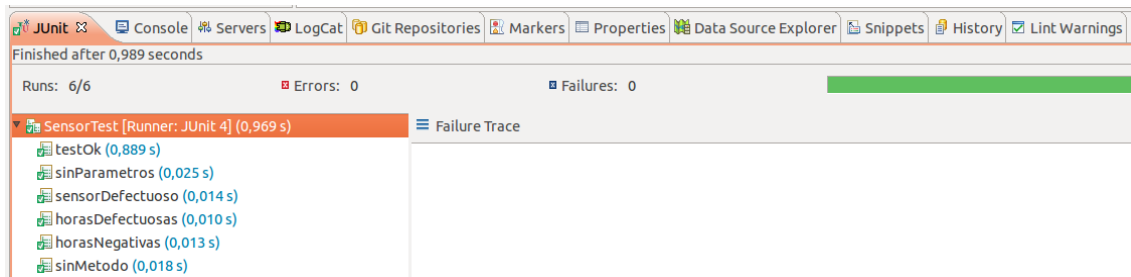 JUnit Console Servers LogCat Git Repositories Markers Properties Data Source Explorer Snippets History Lint Warnings
Finished after 0,989 seconds
Runs: 6/6 Errors: 0 Failures: 0
SensorTest [Runner: JUnit 4] (0,969 s)
Failure Trace
testOk (0,889 s)
sinParametros (0,025 s)
sensorDefectuoso (0,014 s)
horasDefectuosas (0,010 s)
horasNegativas (0,013 s)
sinMetodo (0,018 s)